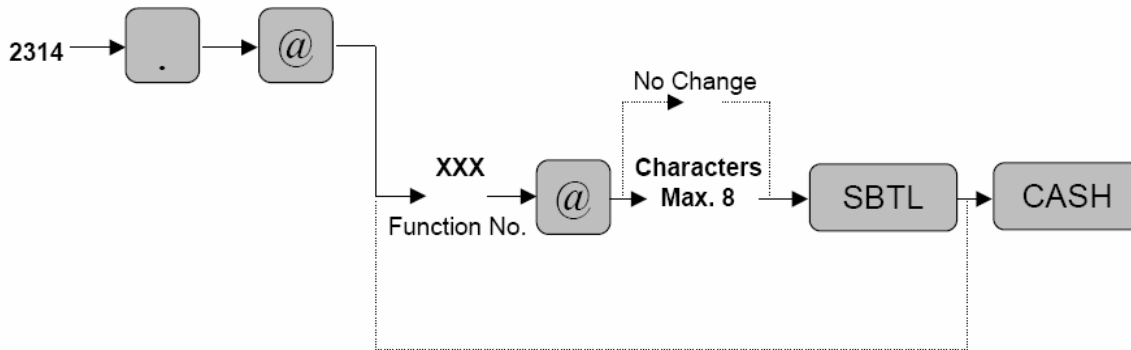 2314
.
@
No Change
XXX
Function No.
@
Characters
Max. 8
SBTL
CASH